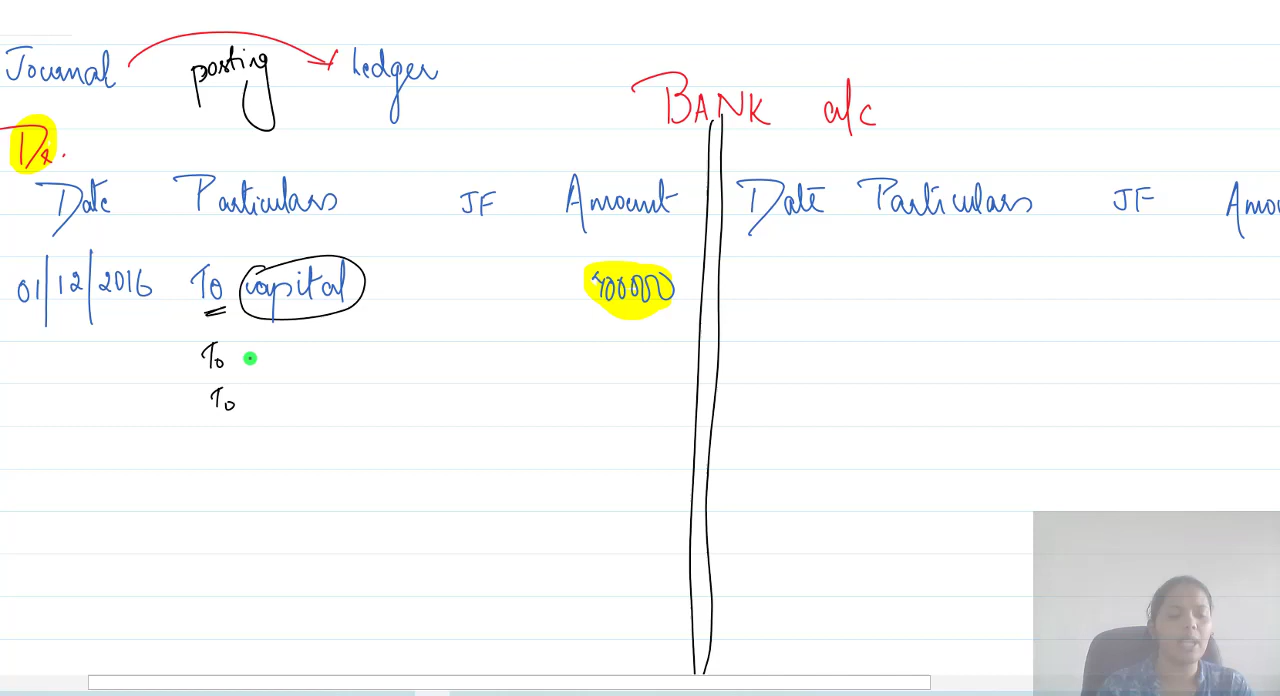 Journal posting Ledger
BANK a/c
Dr.
Date Particulars JF Amount Date Particulars JF Amo
01/12/2016 To capital
To
To